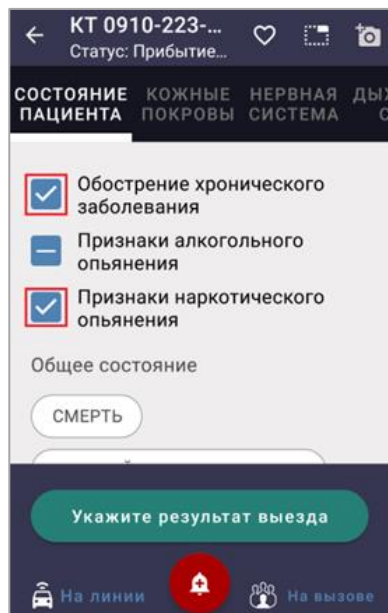 КТ 0910-223-...
Статус: Прибытие...
СОСТОЯНИЕ ПАЦИЕНТА
КОЖНЫЕ ПОКРОВЫ
НЕРВНАЯ СИСТЕМА
Обострение хронического
заболевания
Признаки алкогольного
опьянения
Признаки наркотического
опьянения
Общее состояние
СМЕРТЬ
Укажите результат выезда
На линии
На вызове